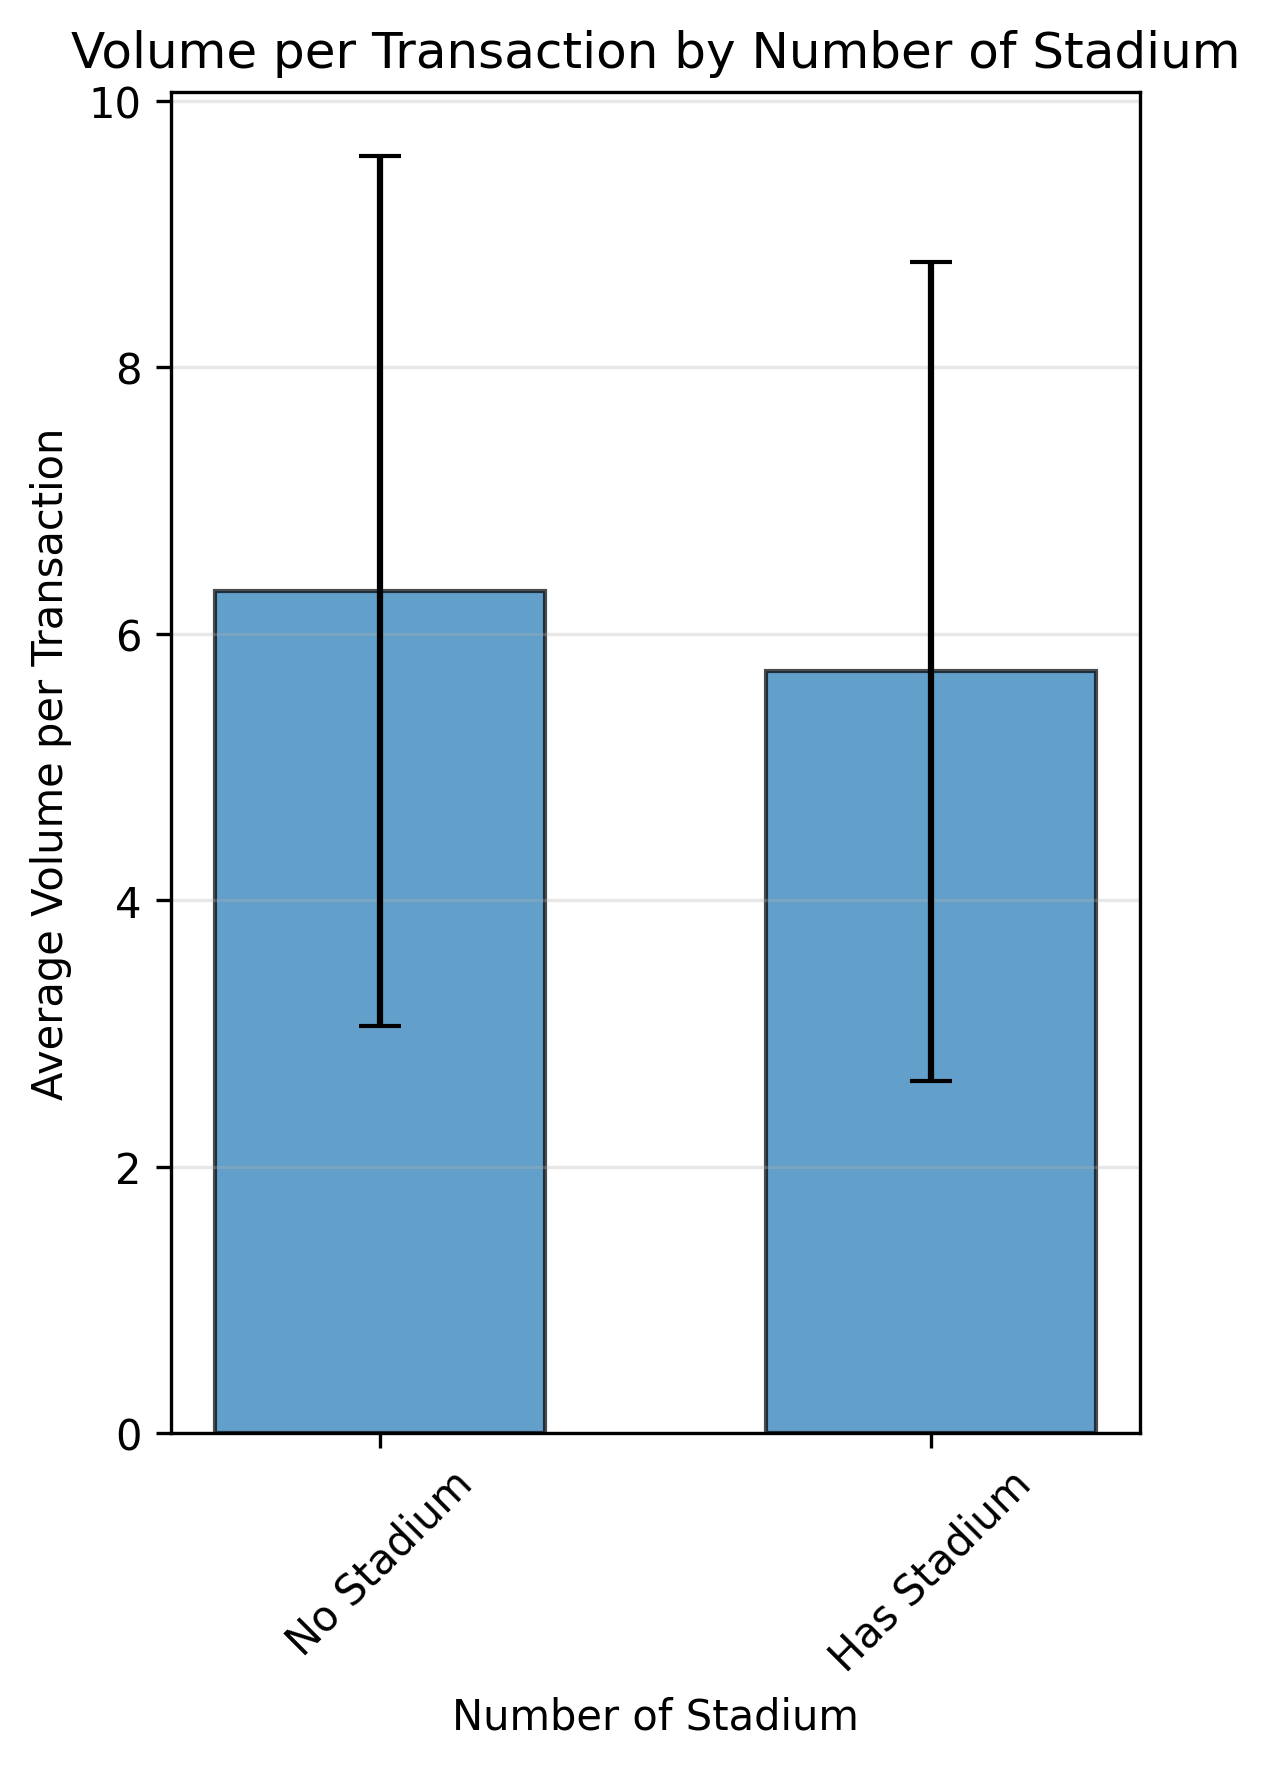 Volume per Transaction by Number of Stadium
10
8
6
4
2
0
Average Volume per Transaction
No Stadium
Has Stadium
Number of Stadium